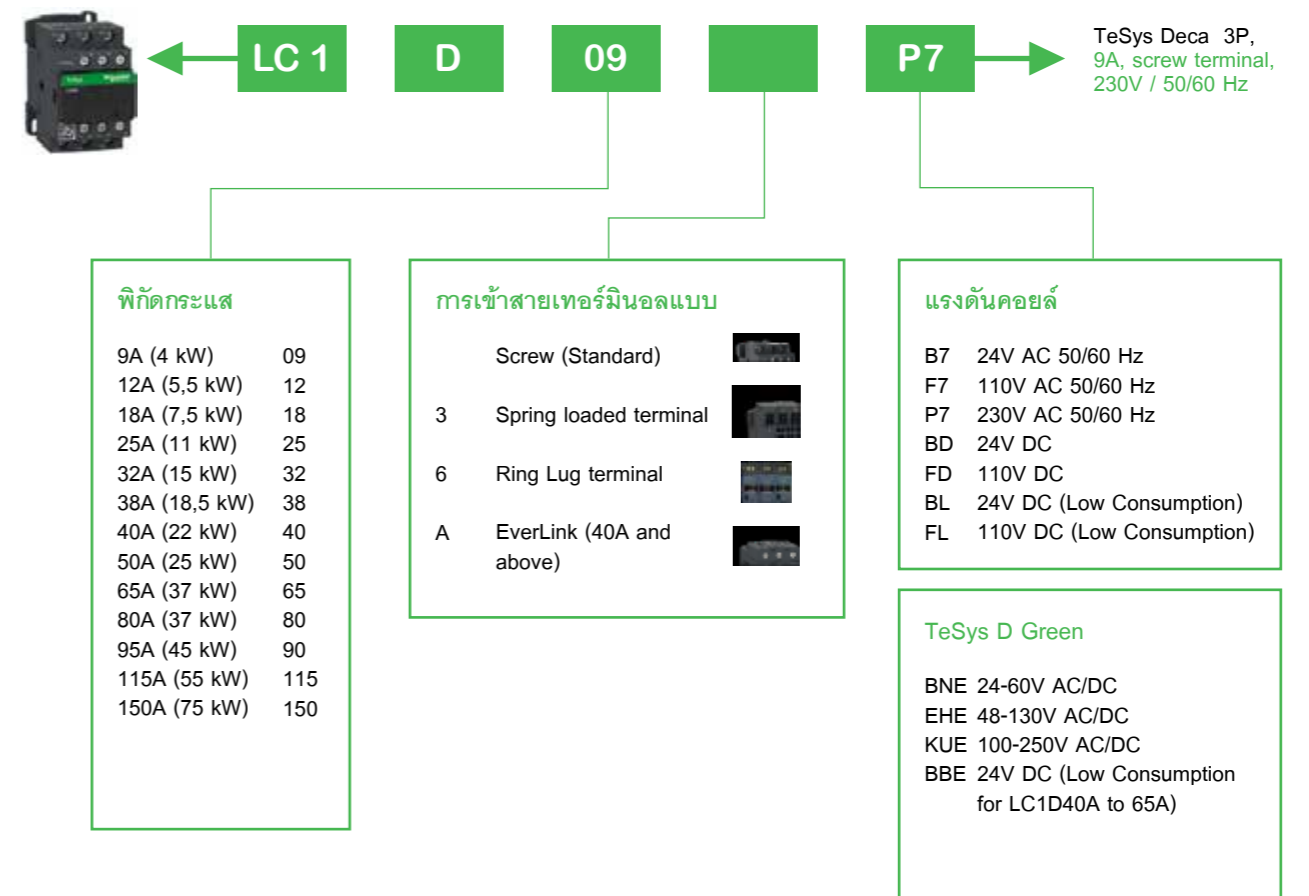 LC 1
D
09
P7
TeSys Deca 3P,
9A, screw terminal,
230V / 50/60 Hz
พิกัดกระแส
9A (4 kW) 09
12A (5,5 kW) 12
18A (7,5 kW) 18
25A (11 kW) 25
32A (15 kW) 32
38A (18,5 kW) 38
40A (22 kW) 40
50A (25 kW) 50
65A (37 kW) 65
80A (37 kW) 80
95A (45 kW) 90
115A (55 kW) 115
150A (75 kW) 150
การเข้าสายเทอร์มินอลแบบ
Screw (Standard)
3 Spring loaded terminal
6 Ring Lug terminal
A EverLink (40A and
above)
แรงดันคอยล์
B7 24V AC 50/60 Hz
F7 110V AC 50/60 Hz
P7 230V AC 50/60 Hz
BD 24V DC
FD 110V DC
BL 24V DC (Low Consumption)
FL 110V DC (Low Consumption)
TeSys D Green
BNE 24-60V AC/DC
EHE 48-130V AC/DC
KUE 100-250V AC/DC
BBE 24V DC (Low Consumption
for LC1D40A to 65A)